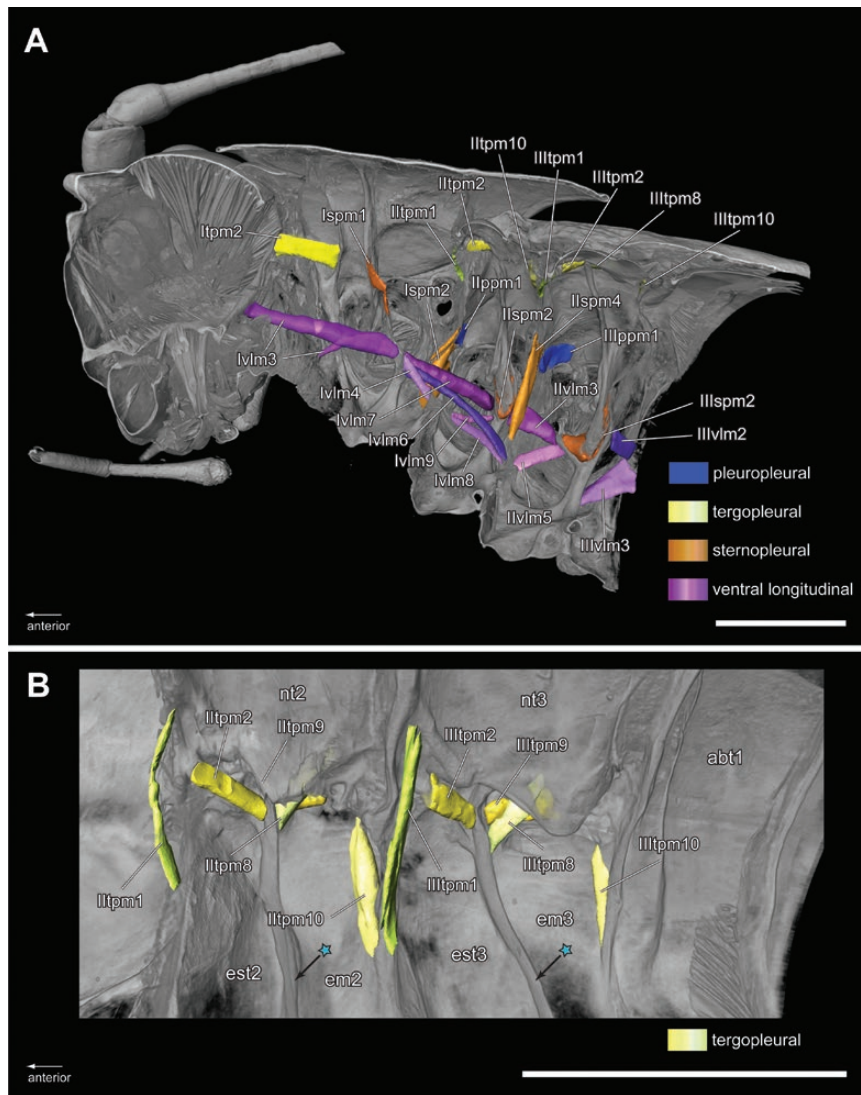 A
IItpm10
IIItpm1
IItpm2
IIItpm2
Ispm1
IItpm1
IIItpm8
IIItpm10
Itpm2
Ispm2
IIppm1
IIspm4
IIspm2
IIIppm1
Ivlm3
Ivlm4
IIvlm3
Ivlm7
IIIspm2
Ivlm6
IIIvlm2
Ivlm9
Ivlm8
IIvlm5
IIIvlm3
pleuropleural
tergopleural
sternopleural
ventral longitudinal
anterior
B
nt2
nt3
IItpm2
IItpm9
IIItpm2
IIItpm9
abt1
IItpm1
IItpm8
IItpm10
IIItpm1
IIItpm8
IIItpm10
em3
est2
em2
est3
tergopleural
anterior